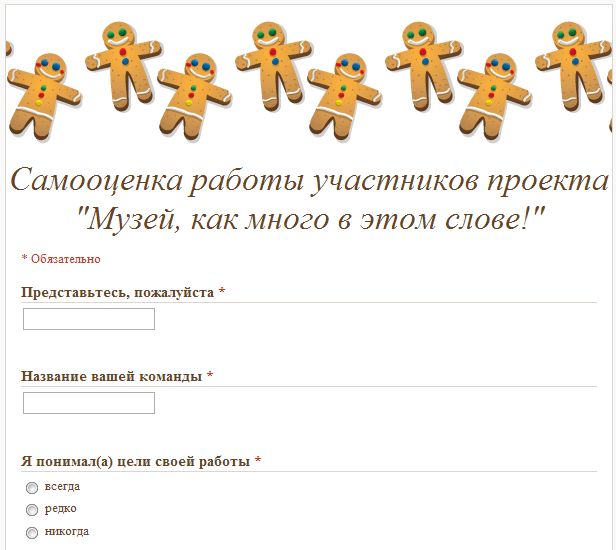 Самооценка работы участников проекта
"Музей, как много в этом слове!"
* Обязательно
Представьтесь, пожалуйста *
Название вашей команды *
Я понимал(а) цели своей работы *
всегда
редко
никогда